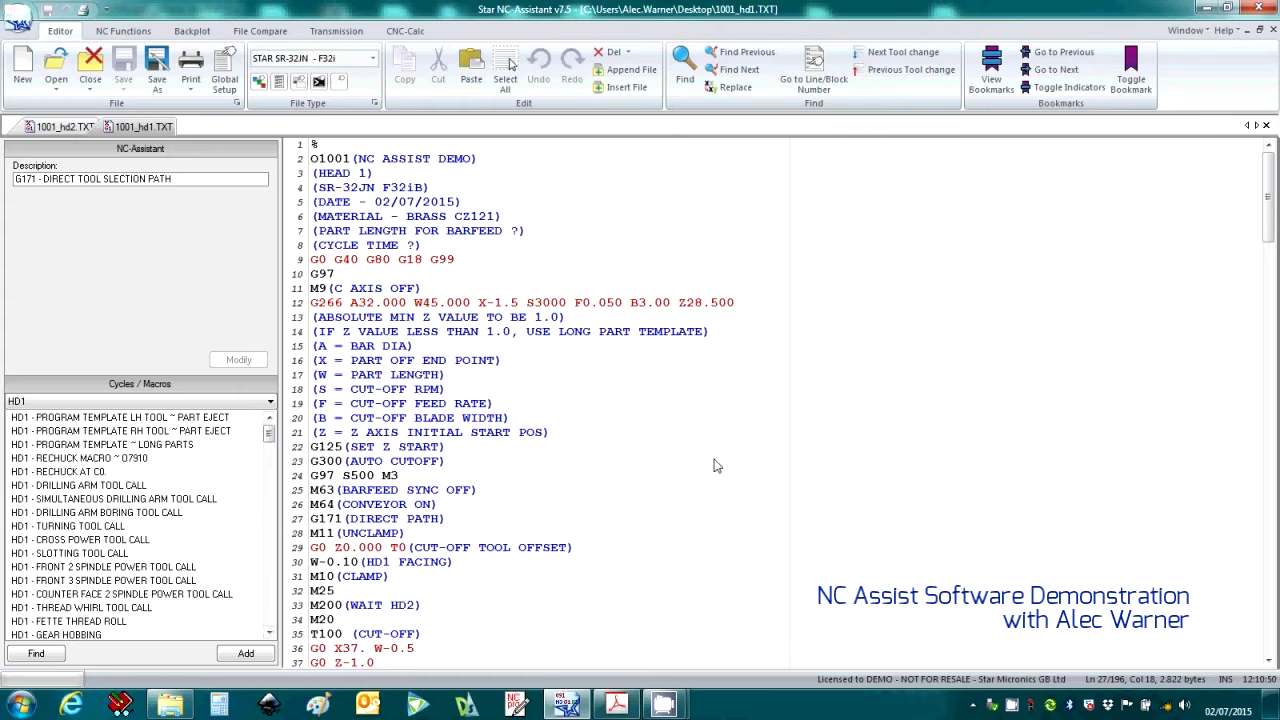 Star NC-Assistant v7.5 - [C:\Users\Alec.Warner\Desktop\1001_hd1.TXT]
Editor NC Functions Backplot File Compare Transmission CNC-Calc Window Help
New Open Close Save Save As Print Global Setup
File
STAR SR-32JN - F32i
File Type
Copy Cut Paste Select All Undo Redo
Del
Append File
Insert File
Edit
Find
Find Previous
Find Next
Replace
Go to Line/Block Number
Next Tool change
Previous Tool change
Find
View Bookmarks
Go to Previous
Go to Next
Toggle Indicators
Toggle Bookmark
Bookmarks
1001_hd2.TXT 1001_hd1.TXT
NC-Assistant
Description:
G171 - DIRECT TOOL SLECTION PATH
Modify
Cycles / Macros
HD1
HD1 - PROGRAM TEMPLATE LH TOOL ~ PART EJECT
HD1 - PROGRAM TEMPLATE RH TOOL ~ PART EJECT
HD1 - PROGRAM TEMPLATE ~ LONG PARTS
HD1 - RECHUCK MACRO ~ O7910
HD1 - RECHUCK AT CO.
HD1 - DRILLING ARM TOOL CALL
HD1 - SIMULTANEOUS DRILLING ARM TOOL CALL
HD1 - DRILLING ARM BORING TOOL CALL
HD1 - TURNING TOOL CALL
HD1 - CROSS POWER TOOL CALL
HD1 - SLOTTING TOOL CALL
HD1 - FRONT 2 SPINDLE POWER TOOL CALL
HD1 - FRONT 3 SPINDLE POWER TOOL CALL
HD1 - COUNTER FACE 2 SPINDLE POWER TOOL CALL
HD1 - THREAD WHIRL TOOL CALL
HD1 - FETTE THREAD ROLL
HD1 - GEAR HOBBING
Find Add
1 %
2 O1001(NC ASSIST DEMO)
3 (HEAD 1)
4 (SR-32JN F32iB)
5 (DATE - 02/07/2015)
6 (MATERIAL - BRASS CZ121)
7 (PART LENGTH FOR BARFEED ?)
8 (CYCLE TIME ?)
9 G0 G40 G80 G18 G99
10 G97
11 M9(C AXIS OFF)
12 G266 A32.000 W45.000 X-1.5 S3000 F0.050 B3.00 Z28.500
13 (ABSOLUTE MIN Z VALUE TO BE 1.0)
14 (IF Z VALUE LESS THAN 1.0, USE LONG PART TEMPLATE)
15 (A = BAR DIA)
16 (X = PART OFF END POINT)
17 (W = PART LENGTH)
18 (S = CUT-OFF RPM)
19 (F = CUT-OFF FEED RATE)
20 (B = CUT-OFF BLADE WIDTH)
21 (Z = Z AXIS INITIAL START POS)
22 G125(SET Z START)
23 G300(AUTO CUTOFF)
24 G97 S500 M3
25 M63(BARFEED SYNC OFF)
26 M64(CONVEYOR ON)
27 G171(DIRECT PATH)
28 M11(UNCLAMP)
29 G0 Z0.000 T0(CUT-OFF TOOL OFFSET)
30 W-0.10(HD1 FACING)
31 M10(CLAMP)
32 M25
33 M200(WAIT HD2)
34 M20
35 T100 (CUT-OFF)
36 G0 X37. W-0.5
37 G0 Z-1.0
NC Assist Software Demonstration
with Alec Warner
Licensed to DEMO - NOT FOR RESALE - Star Micronics GB Ltd Ln 27/196, Col 18, 2.822 bytes INS 12:10:50
12:10
02/07/2015